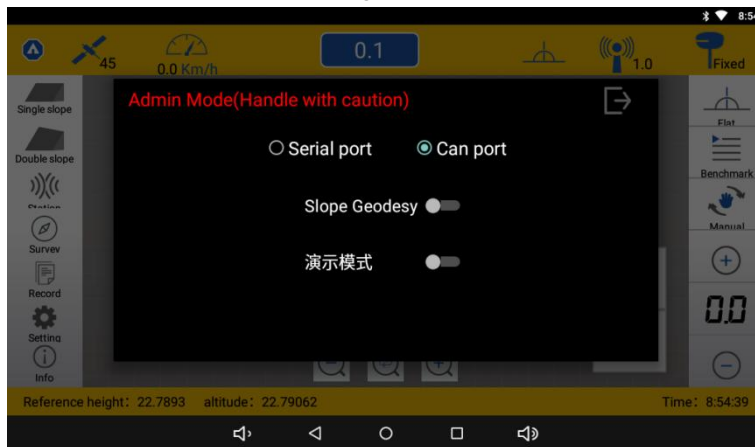 8:54
45
0.0 Km/h
0.1
1.0
Fixed
Admin Mode(Handle with caution)
Serial port
Can port
Slope Geodesy
演示模式
Single slope
Double slope
Station
Survey
Record
Setting
Info
Flat
Benchmark
Manual
0.0
Reference height: 22.7893 altitude: 22.79062 Time: 8:54:39